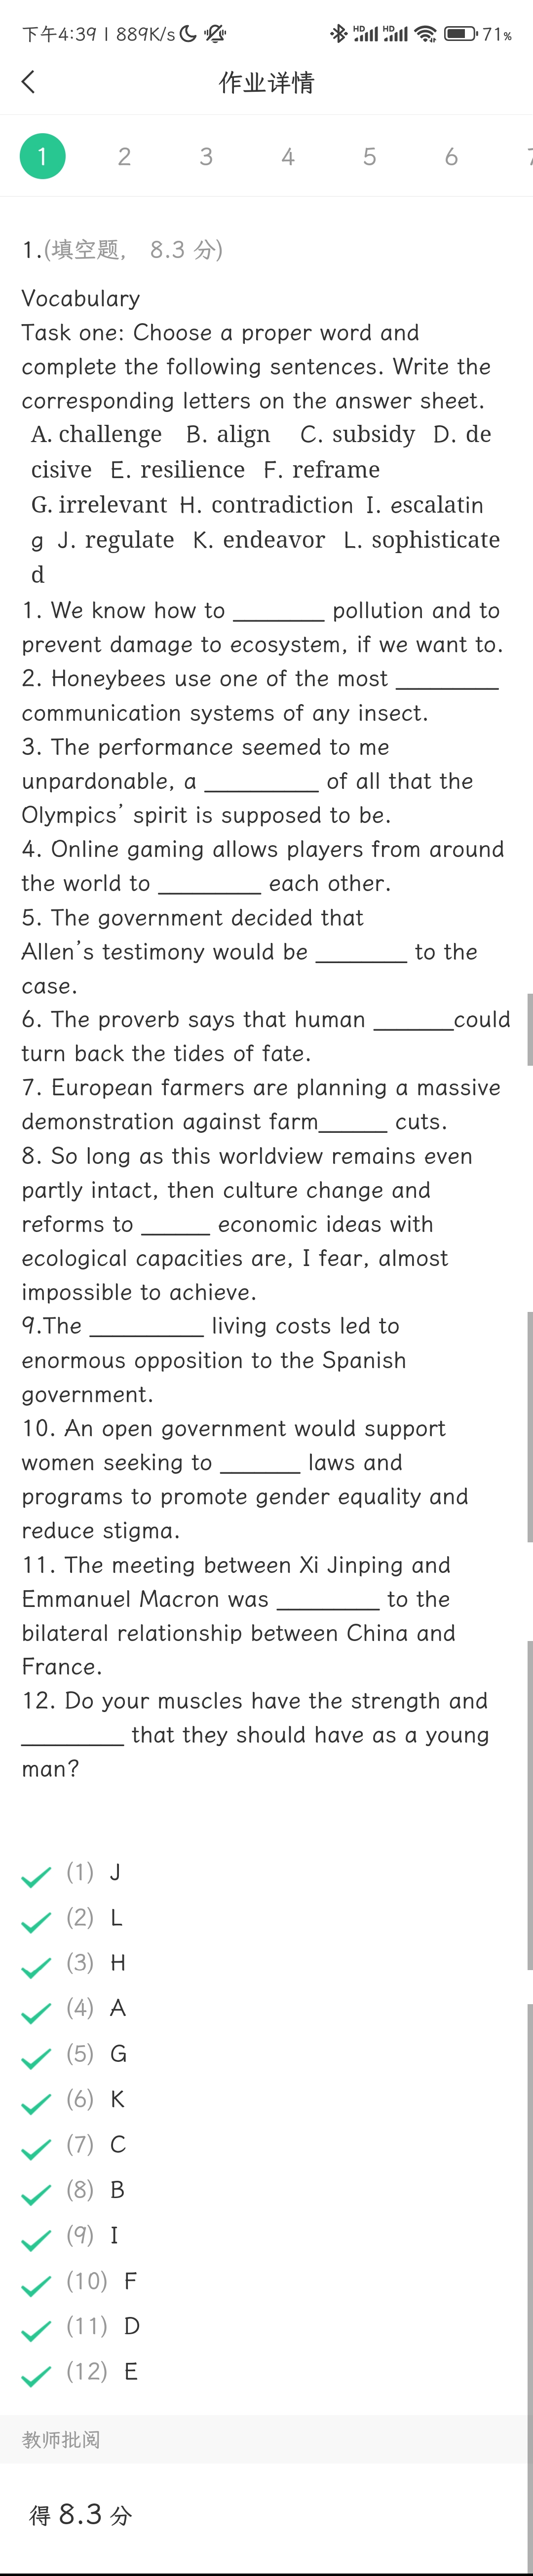 下午4:39 | 889K/s
HD HD 71%
作业详情
1 2 3 4 5 6 7
1.(填空题, 8.3 分)
Vocabulary
Task one: Choose a proper word and
complete the following sentences. Write the
corresponding letters on the answer sheet.
A. challenge B. align C. subsidy D. de
cisive E. resilience F. reframe
G. irrelevant H. contradiction I. escalatin
g J. regulate K. endeavor L. sophisticate
d
1. We know how to ________ pollution and to
prevent damage to ecosystem, if we want to.
2. Honeybees use one of the most _________
communication systems of any insect.
3. The performance seemed to me
unpardonable, a __________ of all that the
Olympics’ spirit is supposed to be.
4. Online gaming allows players from around
the world to _________ each other.
5. The government decided that
Allen’s testimony would be ________ to the
case.
6. The proverb says that human _______could
turn back the tides of fate.
7. European farmers are planning a massive
demonstration against farm______ cuts.
8. So long as this worldview remains even
partly intact, then culture change and
reforms to ______ economic ideas with
ecological capacities are, I fear, almost
impossible to achieve.
9.The __________ living costs led to
enormous opposition to the Spanish
government.
10. An open government would support
women seeking to _______ laws and
programs to promote gender equality and
reduce stigma.
11. The meeting between Xi Jinping and
Emmanuel Macron was _________ to the
bilateral relationship between China and
France.
12. Do your muscles have the strength and
_________ that they should have as a young
man?
(1) J
(2) L
(3) H
(4) A
(5) G
(6) K
(7) C
(8) B
(9) I
(10) F
(11) D
(12) E
教师批阅
得 8.3 分